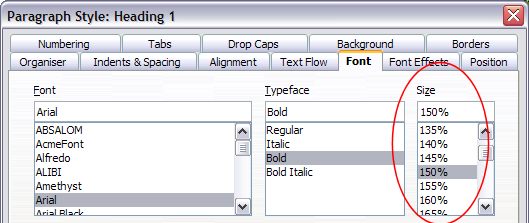 Paragraph Style: Heading 1
Numbering Tabs Drop Caps Background Borders
Organiser Indents & Spacing Alignment Text Flow Font Font Effects Position
Font Typeface Size
Arial Bold 150%
ABSALOM Regular 135%
AcmeFont Italic 140%
Alfredo Bold 145%
ALIBI Bold Italic 150%
Amethyst 155%
Arial 160%
Arial Black 165%